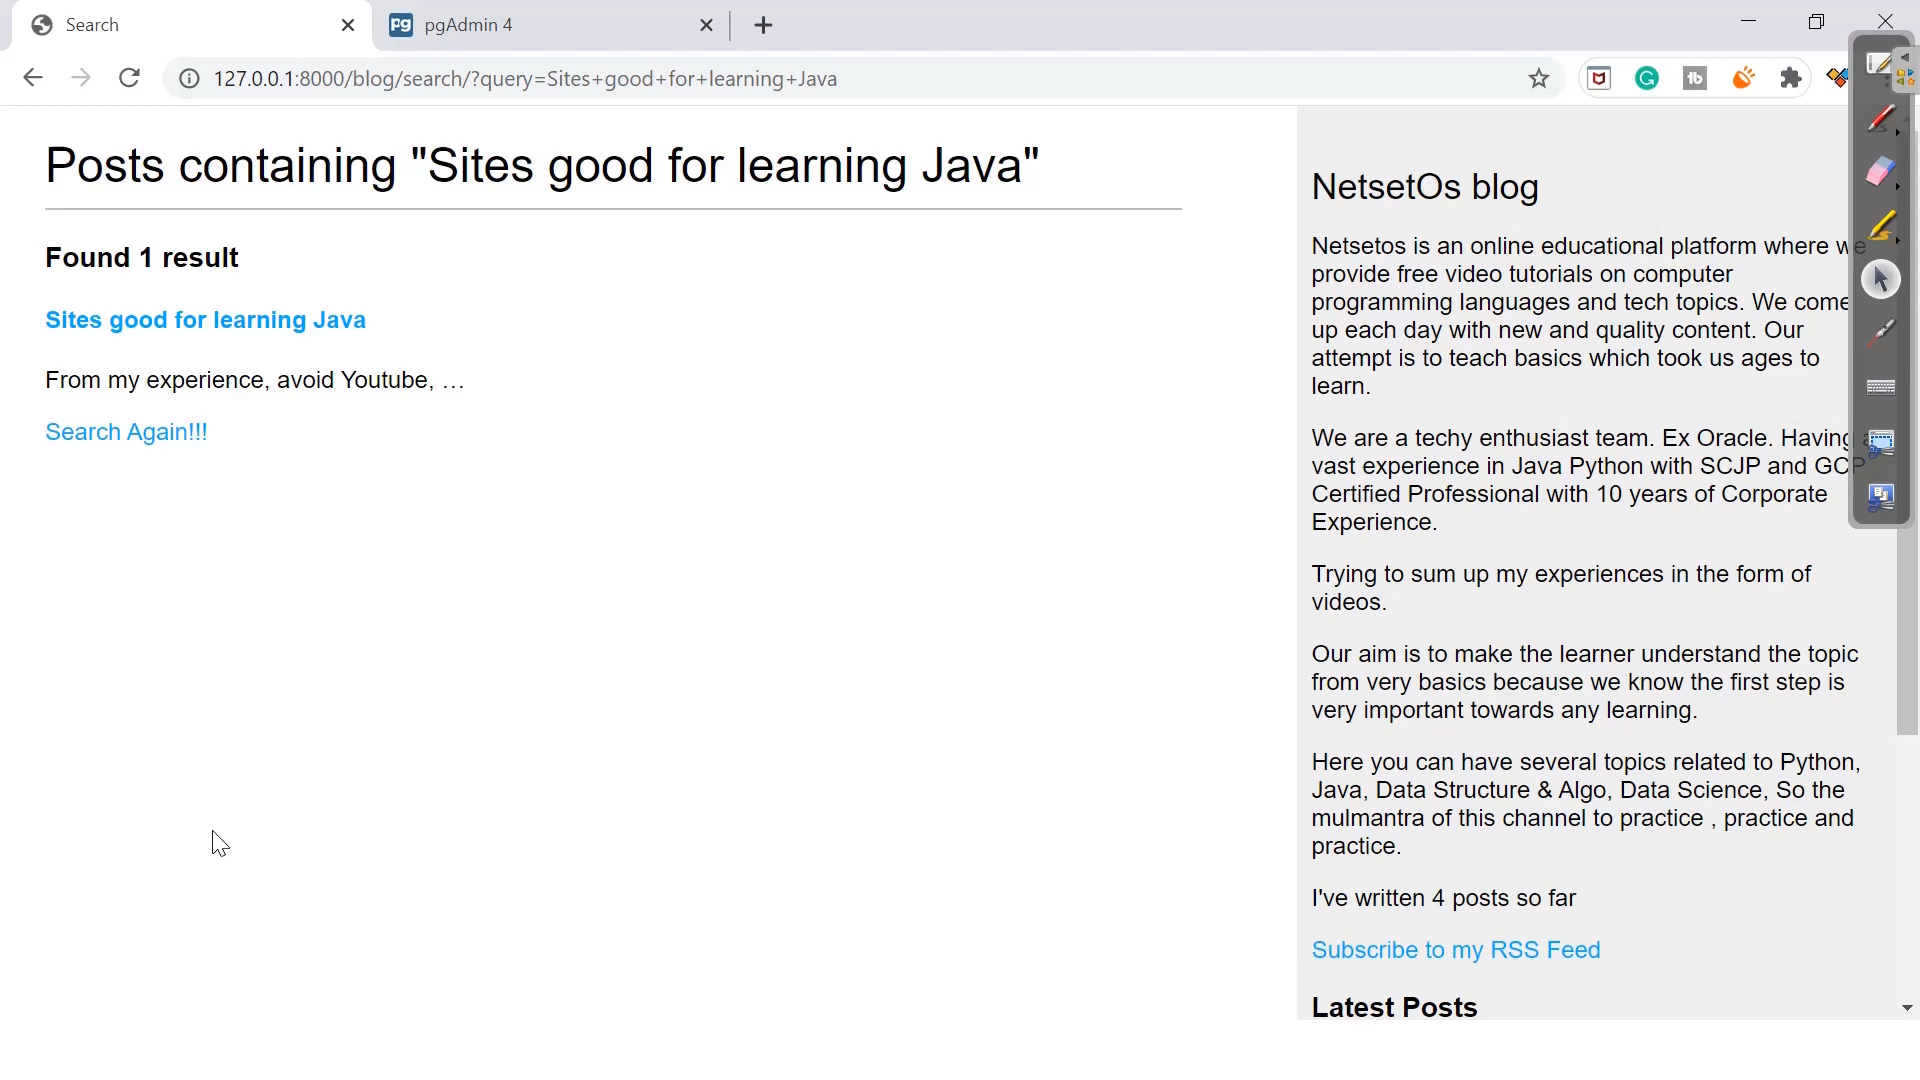 Search
pgAdmin 4
127.0.0.1:8000/blog/search/?query=Sites+good+for+learning+Java
Posts containing "Sites good for learning Java"
Found 1 result
Sites good for learning Java
From my experience, avoid Youtube, …
Search Again!!!
NetsetOs blog
Netsetos is an online educational platform where we
provide free video tutorials on computer
programming languages and tech topics. We come
up each day with new and quality content. Our
attempt is to teach basics which took us ages to
learn.
We are a techy enthusiast team. Ex Oracle. Having a
vast experience in Java Python with SCJP and GCP
Certified Professional with 10 years of Corporate
Experience.
Trying to sum up my experiences in the form of
videos.
Our aim is to make the learner understand the topic
from very basics because we know the first step is
very important towards any learning.
Here you can have several topics related to Python,
Java, Data Structure & Algo, Data Science, So the
mulmantra of this channel to practice , practice and
practice.
I've written 4 posts so far
Subscribe to my RSS Feed
Latest Posts